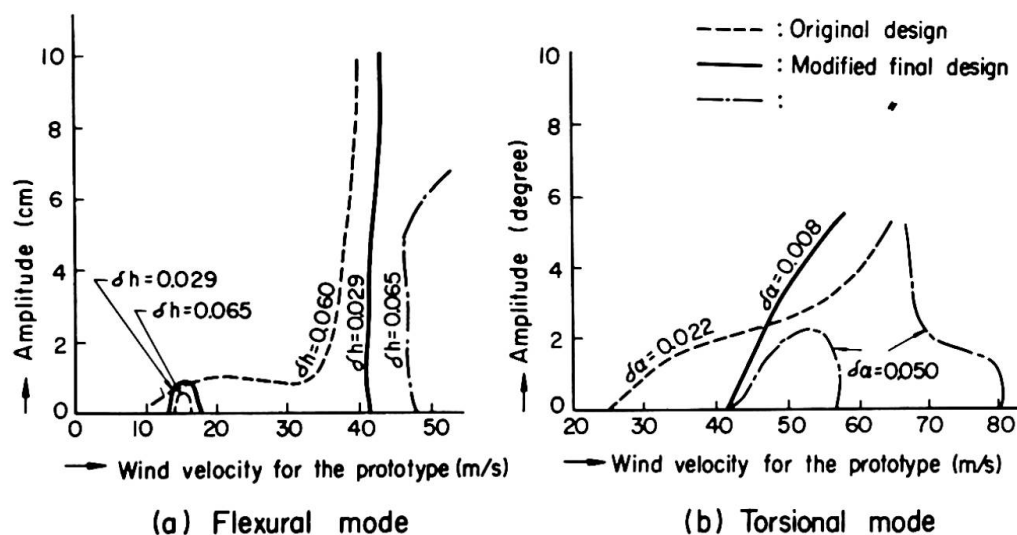 --- : Original design
— : Modified final design
—·— :
Amplitude (cm)
10
8
6
4
2
0
δh=0.029
δh=0.065
δh=0.060
δh=0.029
δh=0.065
0 10 20 30 40 50
→ Wind velocity for the prototype (m/s)
(a) Flexural mode
Amplitude (degree)
10
8
6
4
2
0
δα=0.022
δα=0.008
δα=0.050
20 30 40 50 60 70 80
→ Wind velocity for the prototype (m/s)
(b) Torsional mode